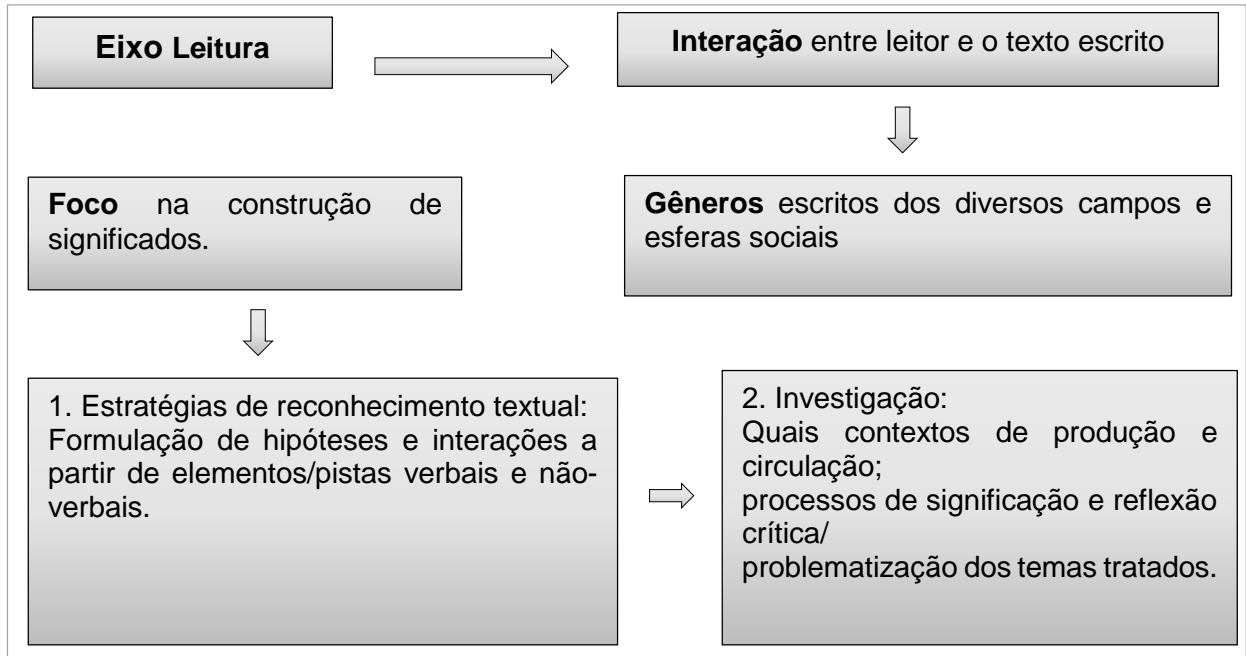 Eixo Leitura
Interação entre leitor e o texto escrito
Foco na construção de
significados.
Gêneros escritos dos diversos campos e
esferas sociais
1. Estratégias de reconhecimento textual:
Formulação de hipóteses e interações a
partir de elementos/pistas verbais e não-
verbais.
2. Investigação:
Quais contextos de produção e
circulação;
processos de significação e reflexão
crítica/
problematização dos temas tratados.